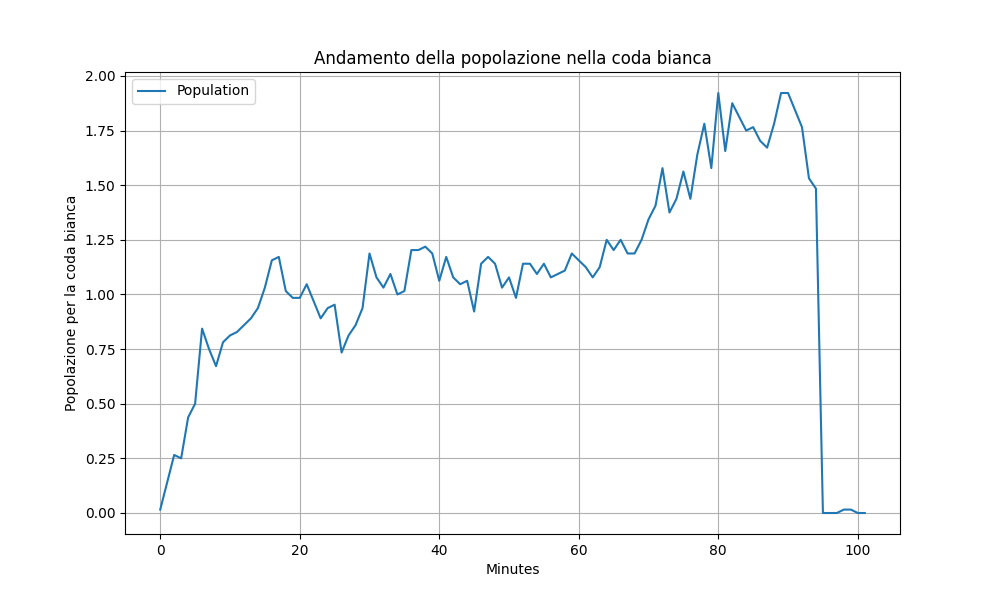 Andamento della popolazione nella coda bianca
Population
Popolazione per la coda bianca
2.00
1.75
1.50
1.25
1.00
0.75
0.50
0.25
0.00
0 20 40 60 80 100
Minutes